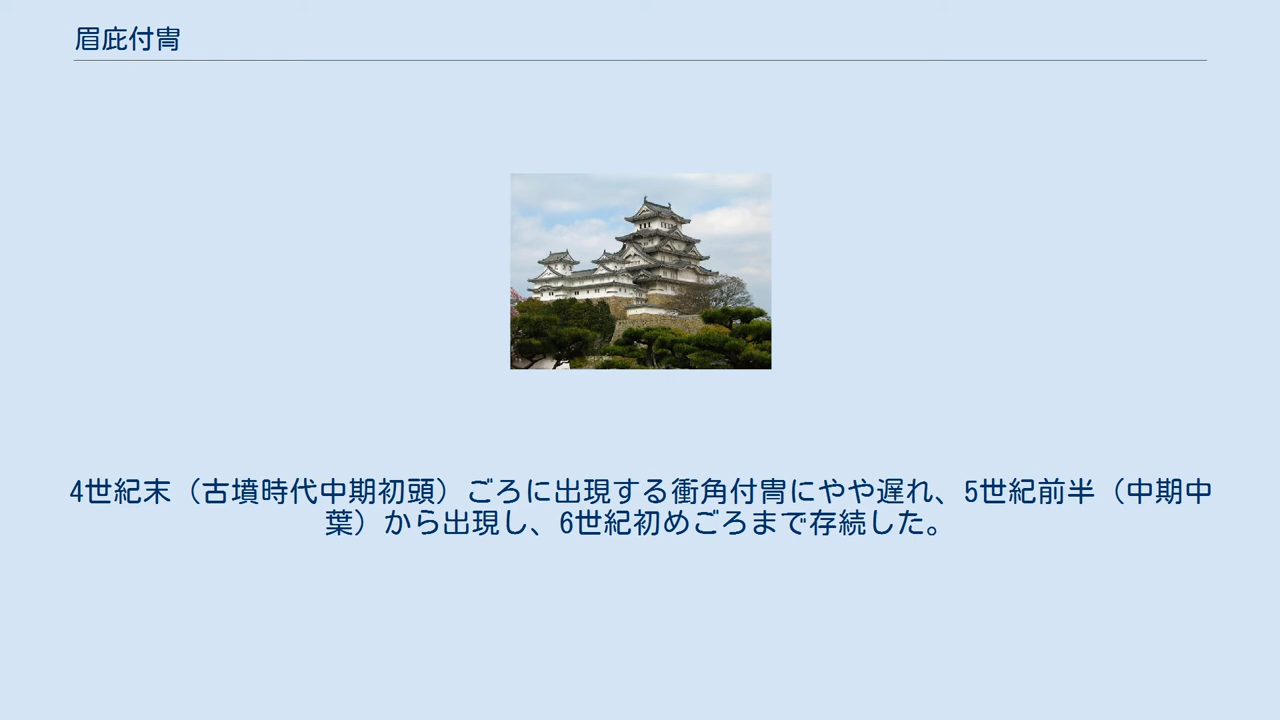 眉庇付冑
4世紀末（古墳時代中期初頭）ごろに出現する衝角付冑にやや遅れ、5世紀前半（中期中
葉）から出現し、6世紀初めごろまで存続した。